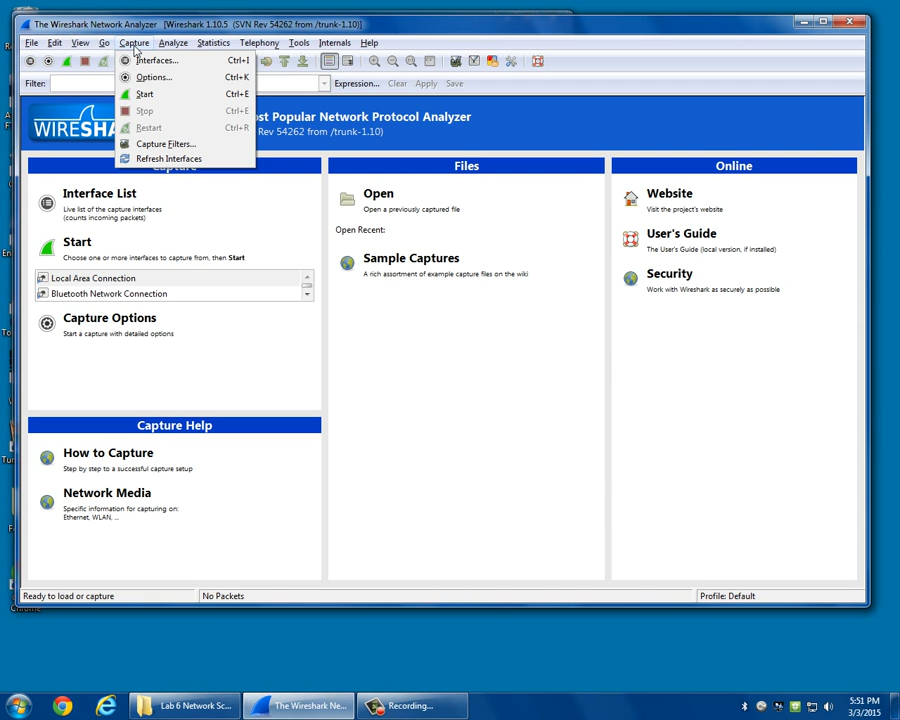 The Wireshark Network Analyzer [Wireshark 1.10.5 (SVN Rev 54262 from /trunk-1.10)]
File Edit View Go Capture Analyze Statistics Telephony Tools Internals Help
Interfaces... Ctrl+I
Options... Ctrl+K
Start Ctrl+E
Stop Ctrl+E
Restart Ctrl+R
Capture Filters...
Refresh Interfaces
Filter: Expression... Clear Apply Save
WIRESHA
ost Popular Network Protocol Analyzer
Rev 54262 from /trunk-1.10)
Capture
Interface List
Live list of the capture interfaces
(counts incoming packets)
Start
Choose one or more interfaces to capture from, then Start
Local Area Connection
Bluetooth Network Connection
Capture Options
Start a capture with detailed options
Capture Help
How to Capture
Step by step to a successful capture setup
Network Media
Specific information for capturing on:
Ethernet, WLAN, ...
Files
Open
Open a previously captured file
Open Recent:
Sample Captures
A rich assortment of example capture files on the wiki
Online
Website
Visit the project's website
User's Guide
The User's Guide (local version, if installed)
Security
Work with Wireshark as securely as possible
Ready to load or capture
No Packets
Profile: Default
Chrome
Lab 6 Network Sc...
The Wireshark Ne...
Recording...
5:51 PM
3/3/2015